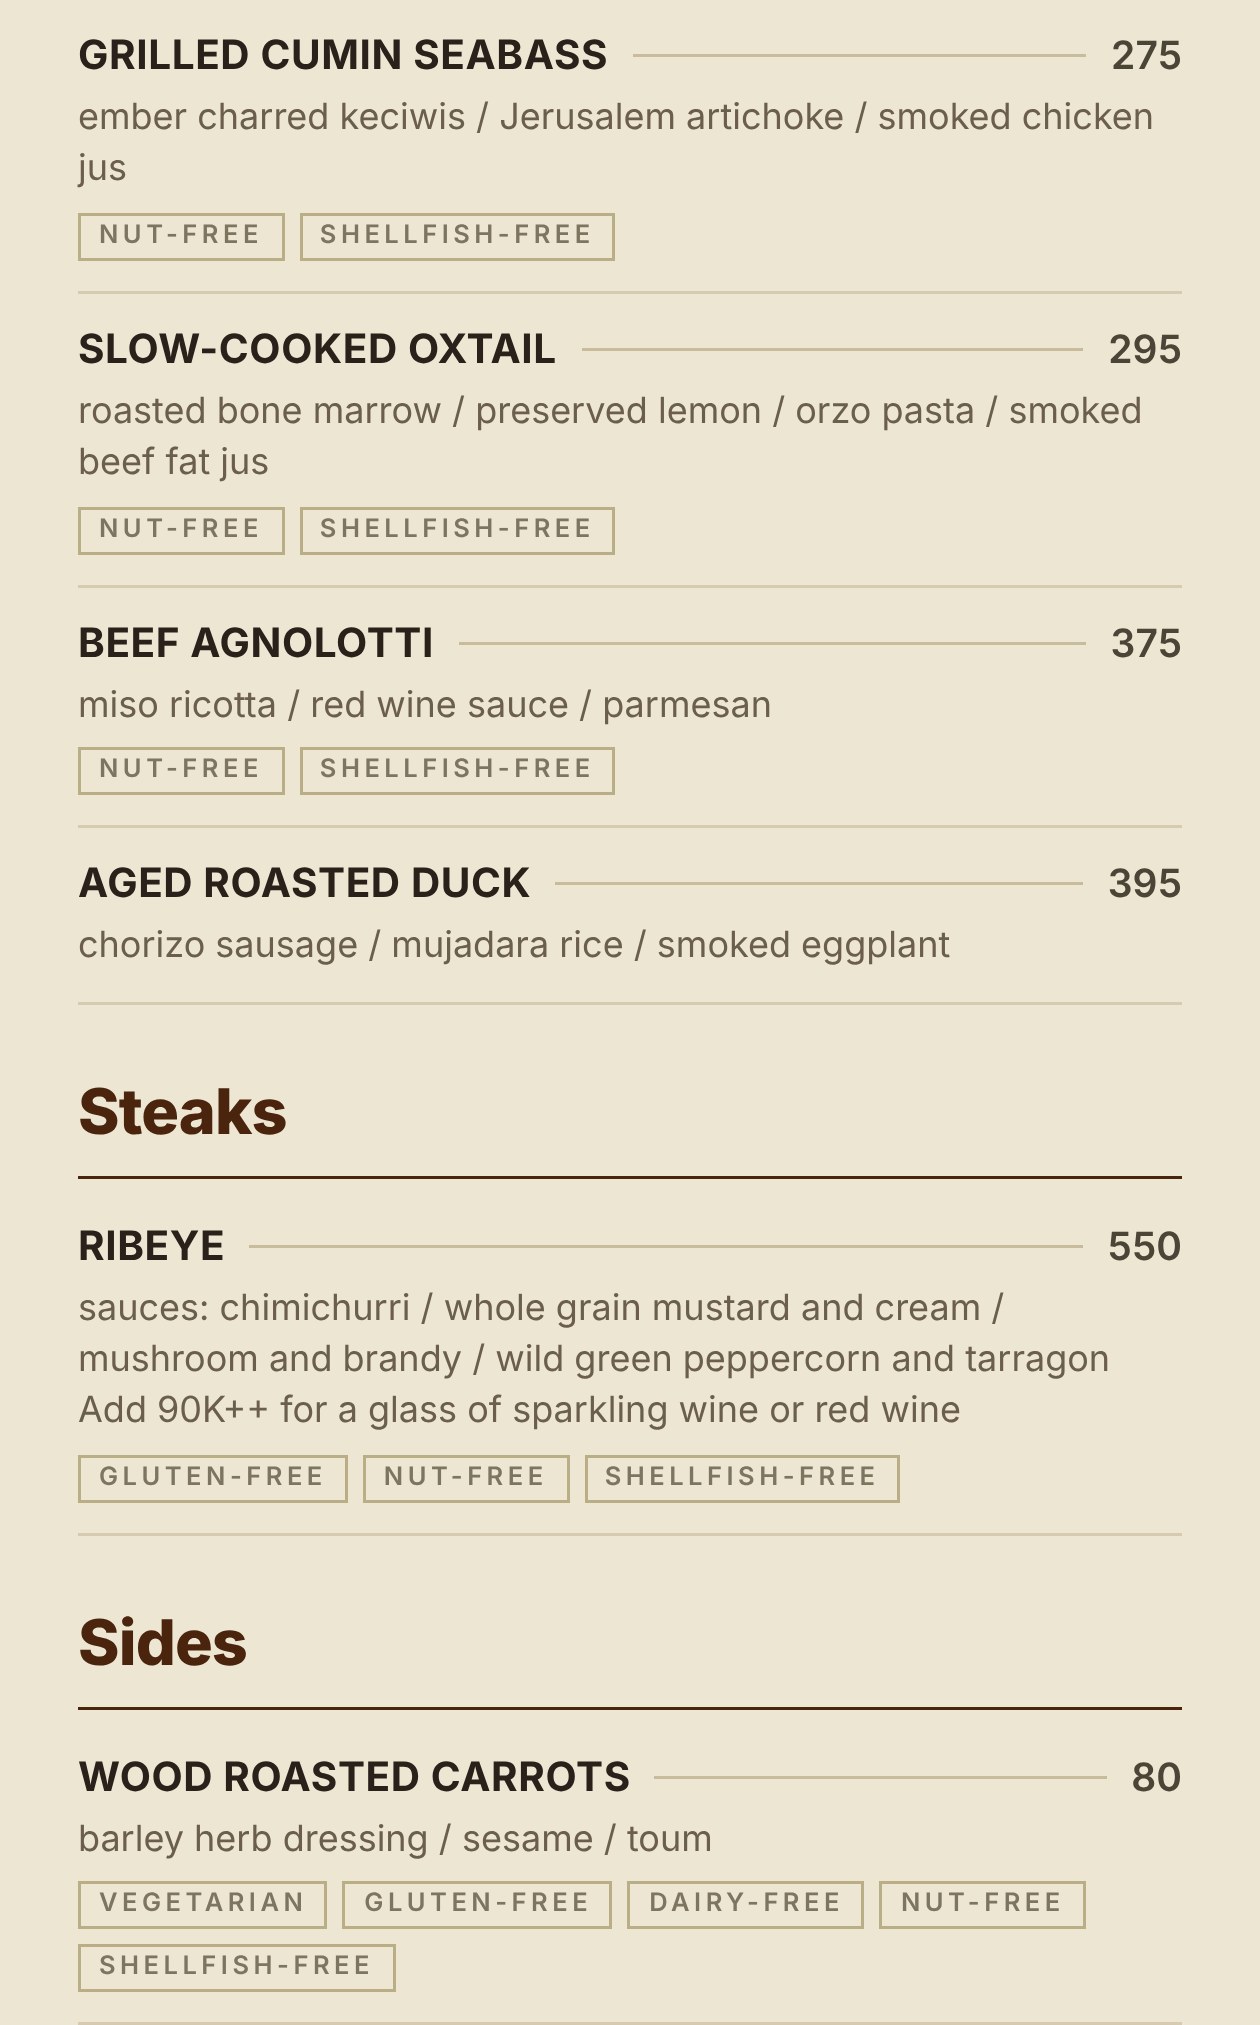 GRILLED CUMIN SEABASS 275
ember charred keciwis / Jerusalem artichoke / smoked chicken
jus
NUT-FREE SHELLFISH-FREE
SLOW-COOKED OXTAIL 295
roasted bone marrow / preserved lemon / orzo pasta / smoked
beef fat jus
NUT-FREE SHELLFISH-FREE
BEEF AGNOLOTTI 375
miso ricotta / red wine sauce / parmesan
NUT-FREE SHELLFISH-FREE
AGED ROASTED DUCK 395
chorizo sausage / mujadara rice / smoked eggplant
Steaks
RIBEYE 550
sauces: chimichurri / whole grain mustard and cream /
mushroom and brandy / wild green peppercorn and tarragon
Add 90K++ for a glass of sparkling wine or red wine
GLUTEN-FREE NUT-FREE SHELLFISH-FREE
Sides
WOOD ROASTED CARROTS 80
barley herb dressing / sesame / toum
VEGETARIAN GLUTEN-FREE DAIRY-FREE NUT-FREE
SHELLFISH-FREE